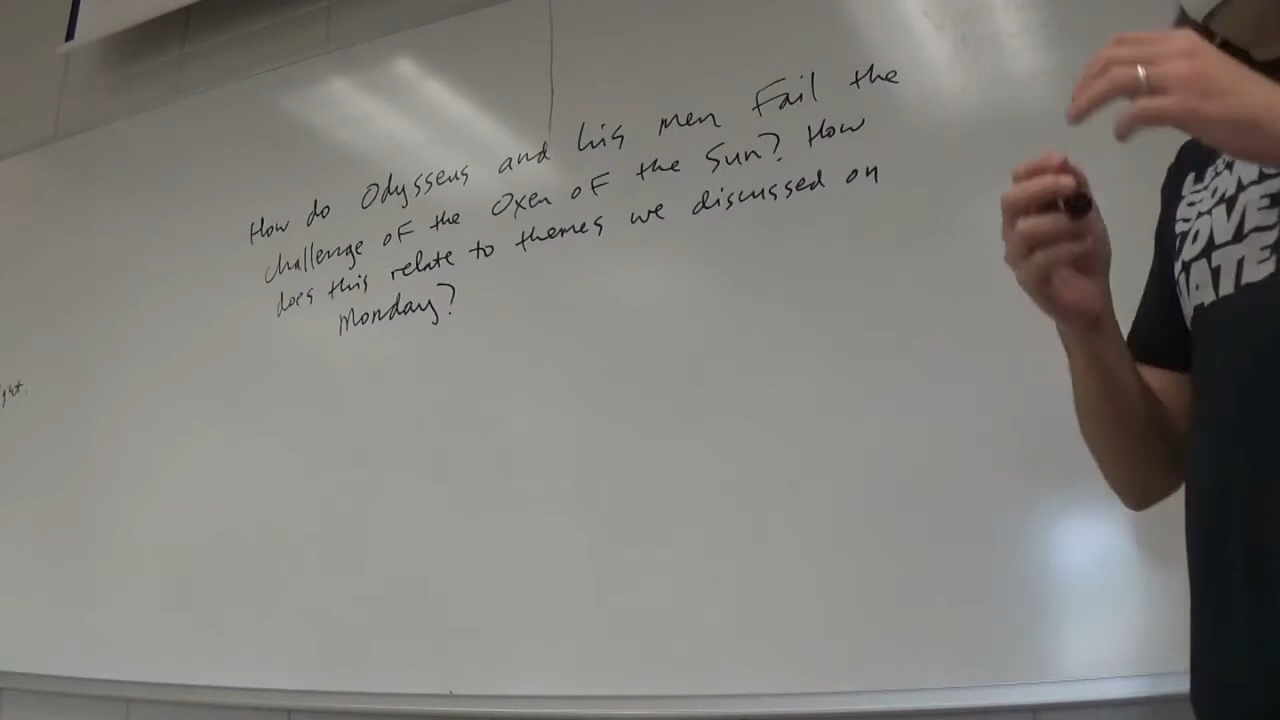 How do Odysseus and his men Fail the
challenge of the Oxen of the Sun? How
does this relate to themes we discussed on
Monday?